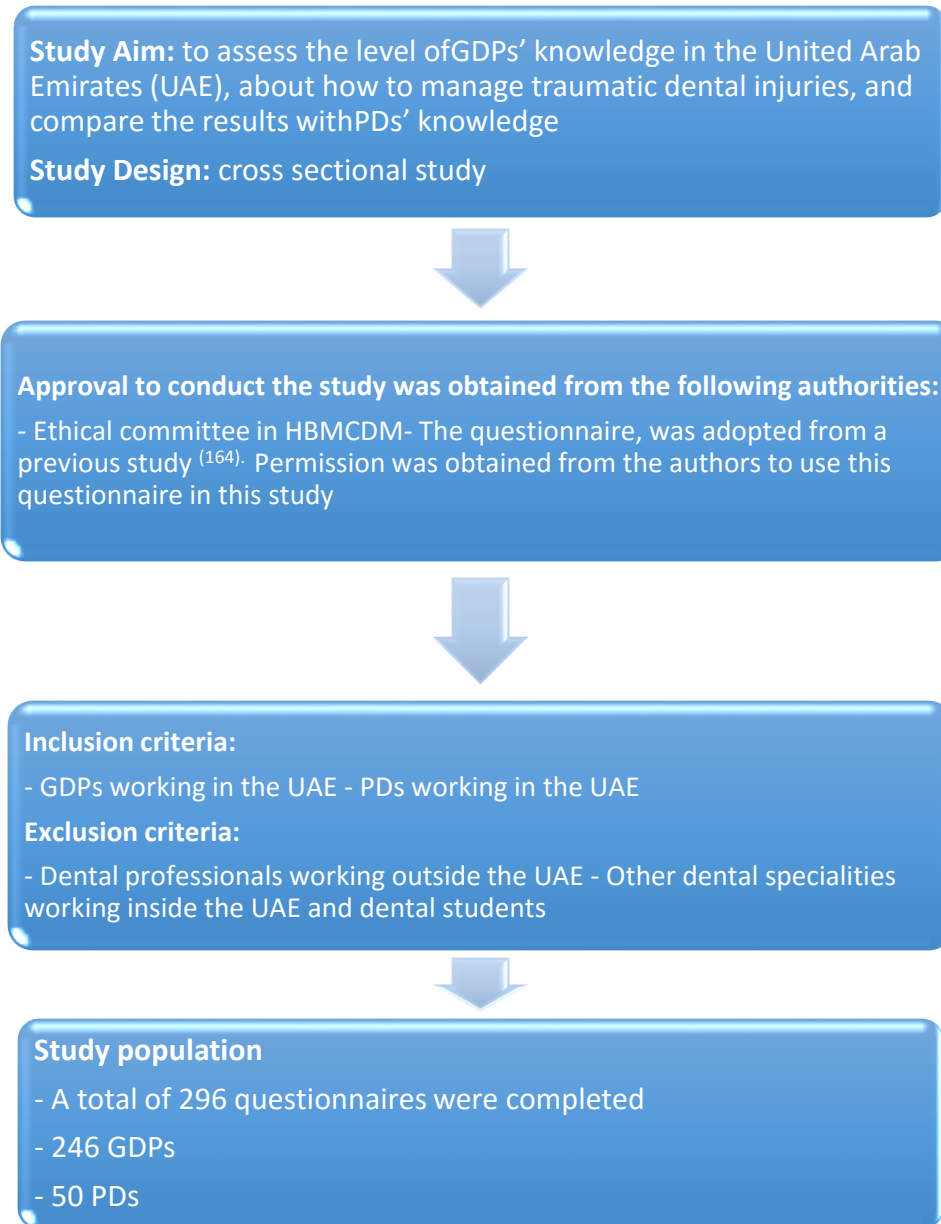 Study Aim: to assess the level ofGDPs’ knowledge in the United Arab
Emirates (UAE), about how to manage traumatic dental injuries, and
compare the results withPDs’ knowledge
Study Design: cross sectional study
Approval to conduct the study was obtained from the following authorities:
- Ethical committee in HBMCDM- The questionnaire, was adopted from a
previous study (164). Permission was obtained from the authors to use this
questionnaire in this study
Inclusion criteria:
- GDPs working in the UAE - PDs working in the UAE
Exclusion criteria:
- Dental professionals working outside the UAE - Other dental specialities
working inside the UAE and dental students
Study population
- A total of 296 questionnaires were completed
- 246 GDPs
- 50 PDs